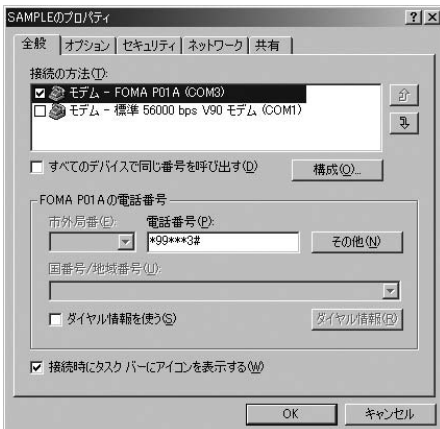 SAMPLEのプロパティ
全般 オプション セキュリティ ネットワーク 共有
接続の方法(T):
モデム - FOMA P01A (COM3)
モデム - 標準 56000 bps V90 モデム (COM1)
すべてのデバイスで同じ番号を呼び出す(D) 構成(O)...
FOMA P01Aの電話番号
市外局番(E): 電話番号(P):
*99***3# その他(N)
国番号/地域番号(U):
ダイヤル情報を使う(S) ダイヤル情報(R)
接続時にタスク バーにアイコンを表示する(W)
OK キャンセル